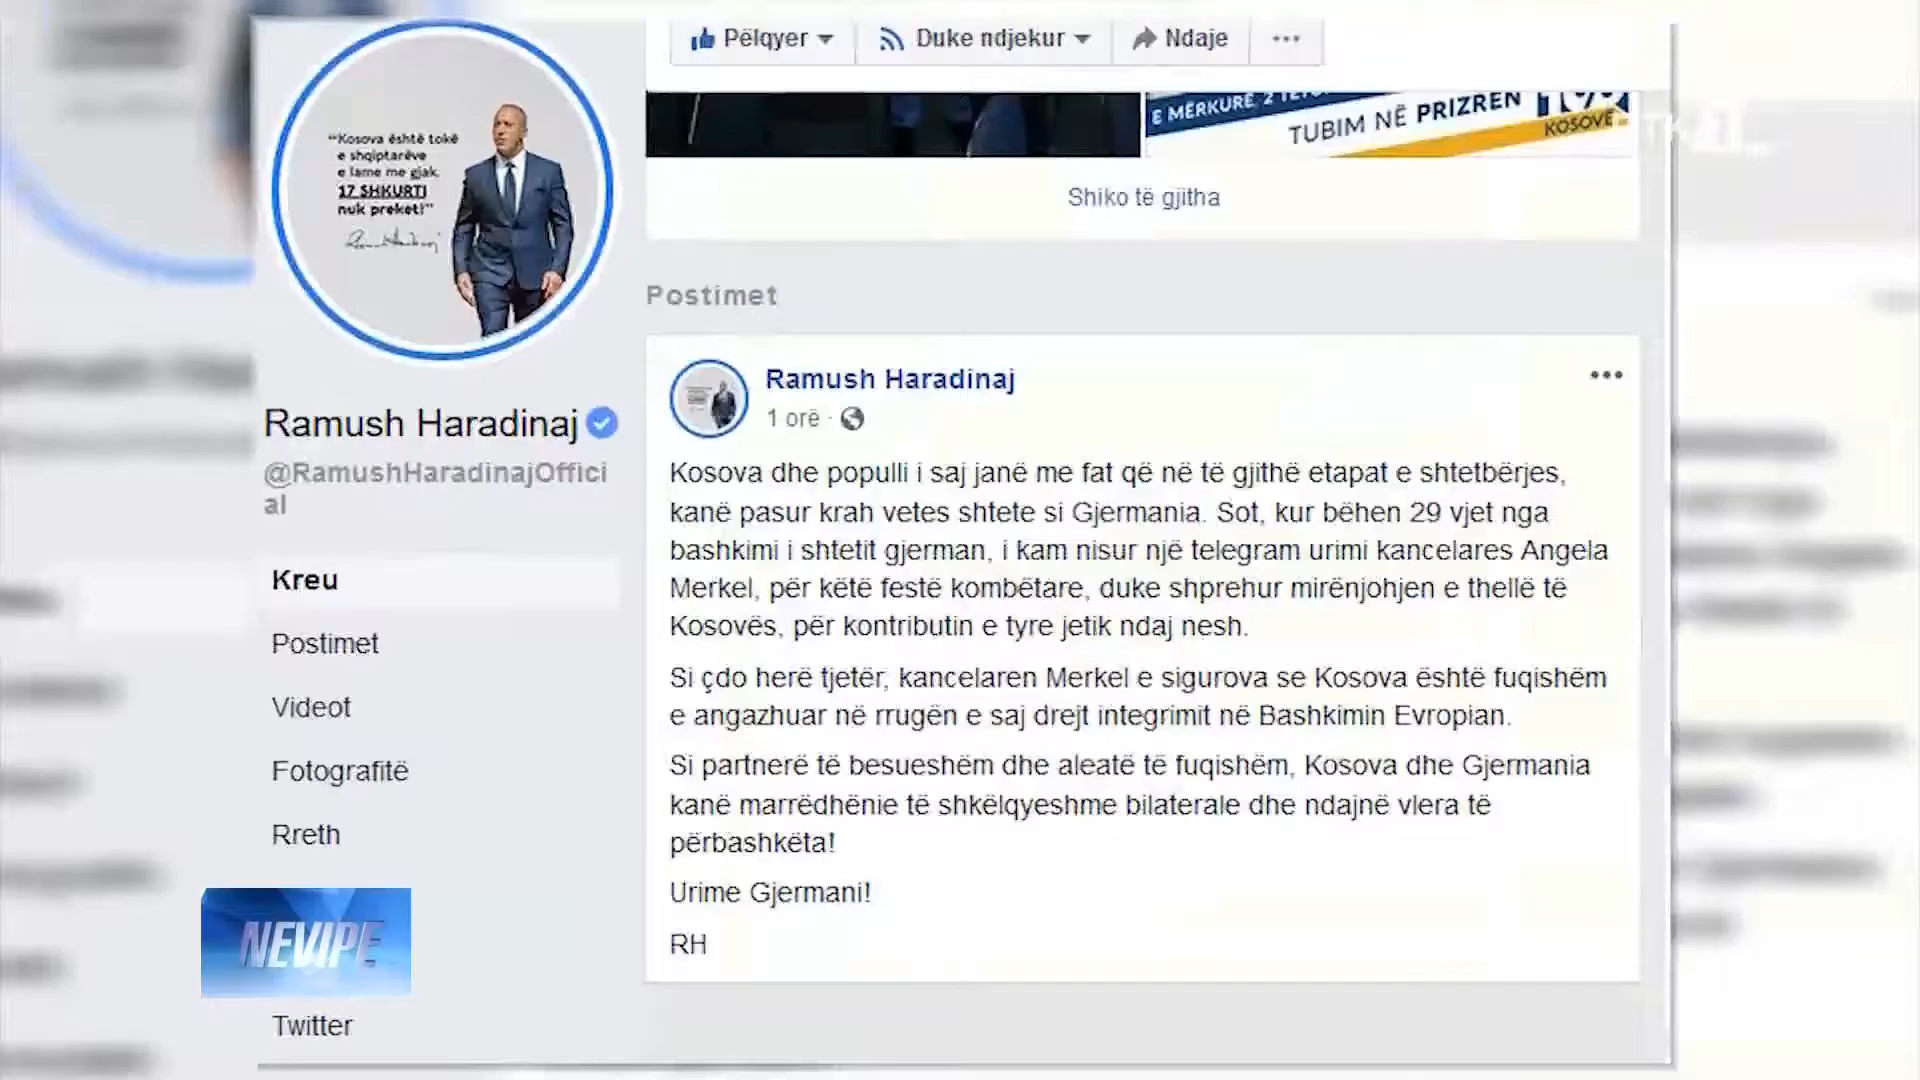 Pëlqyer
Duke ndjekur
Ndaje
E MËRKURË 2 TETOR
TUBIM NË PRIZREN
KOSOVË
Shiko të gjitha
"Kosova është tokë
e shqiptarëve
e lame me gjak,
17 SHKURTI
nuk preket!"
Ramush Haradinaj
@RamushHaradinajOffici
al
Kreu
Postimet
Videot
Fotografitë
Rreth
NEVIPE
Twitter
Postimet
Ramush Haradinaj
1 orë ·
Kosova dhe populli i saj janë me fat që në të gjithë etapat e shtetbërjes,
kanë pasur krah vetes shtete si Gjermania. Sot, kur bëhen 29 vjet nga
bashkimi i shtetit gjerman, i kam nisur një telegram urimi kancelares Angela
Merkel, për këtë festë kombëtare, duke shprehur mirënjohjen e thellë të
Kosovës, për kontributin e tyre jetik ndaj nesh.
Si çdo herë tjetër, kancelaren Merkel e sigurova se Kosova është fuqishëm
e angazhuar në rrugën e saj drejt integrimit në Bashkimin Evropian.
Si partnerë të besueshëm dhe aleatë të fuqishëm, Kosova dhe Gjermania
kanë marrëdhënie të shkëlqyeshme bilaterale dhe ndajnë vlera të
përbashkëta!
Urime Gjermani!
RH